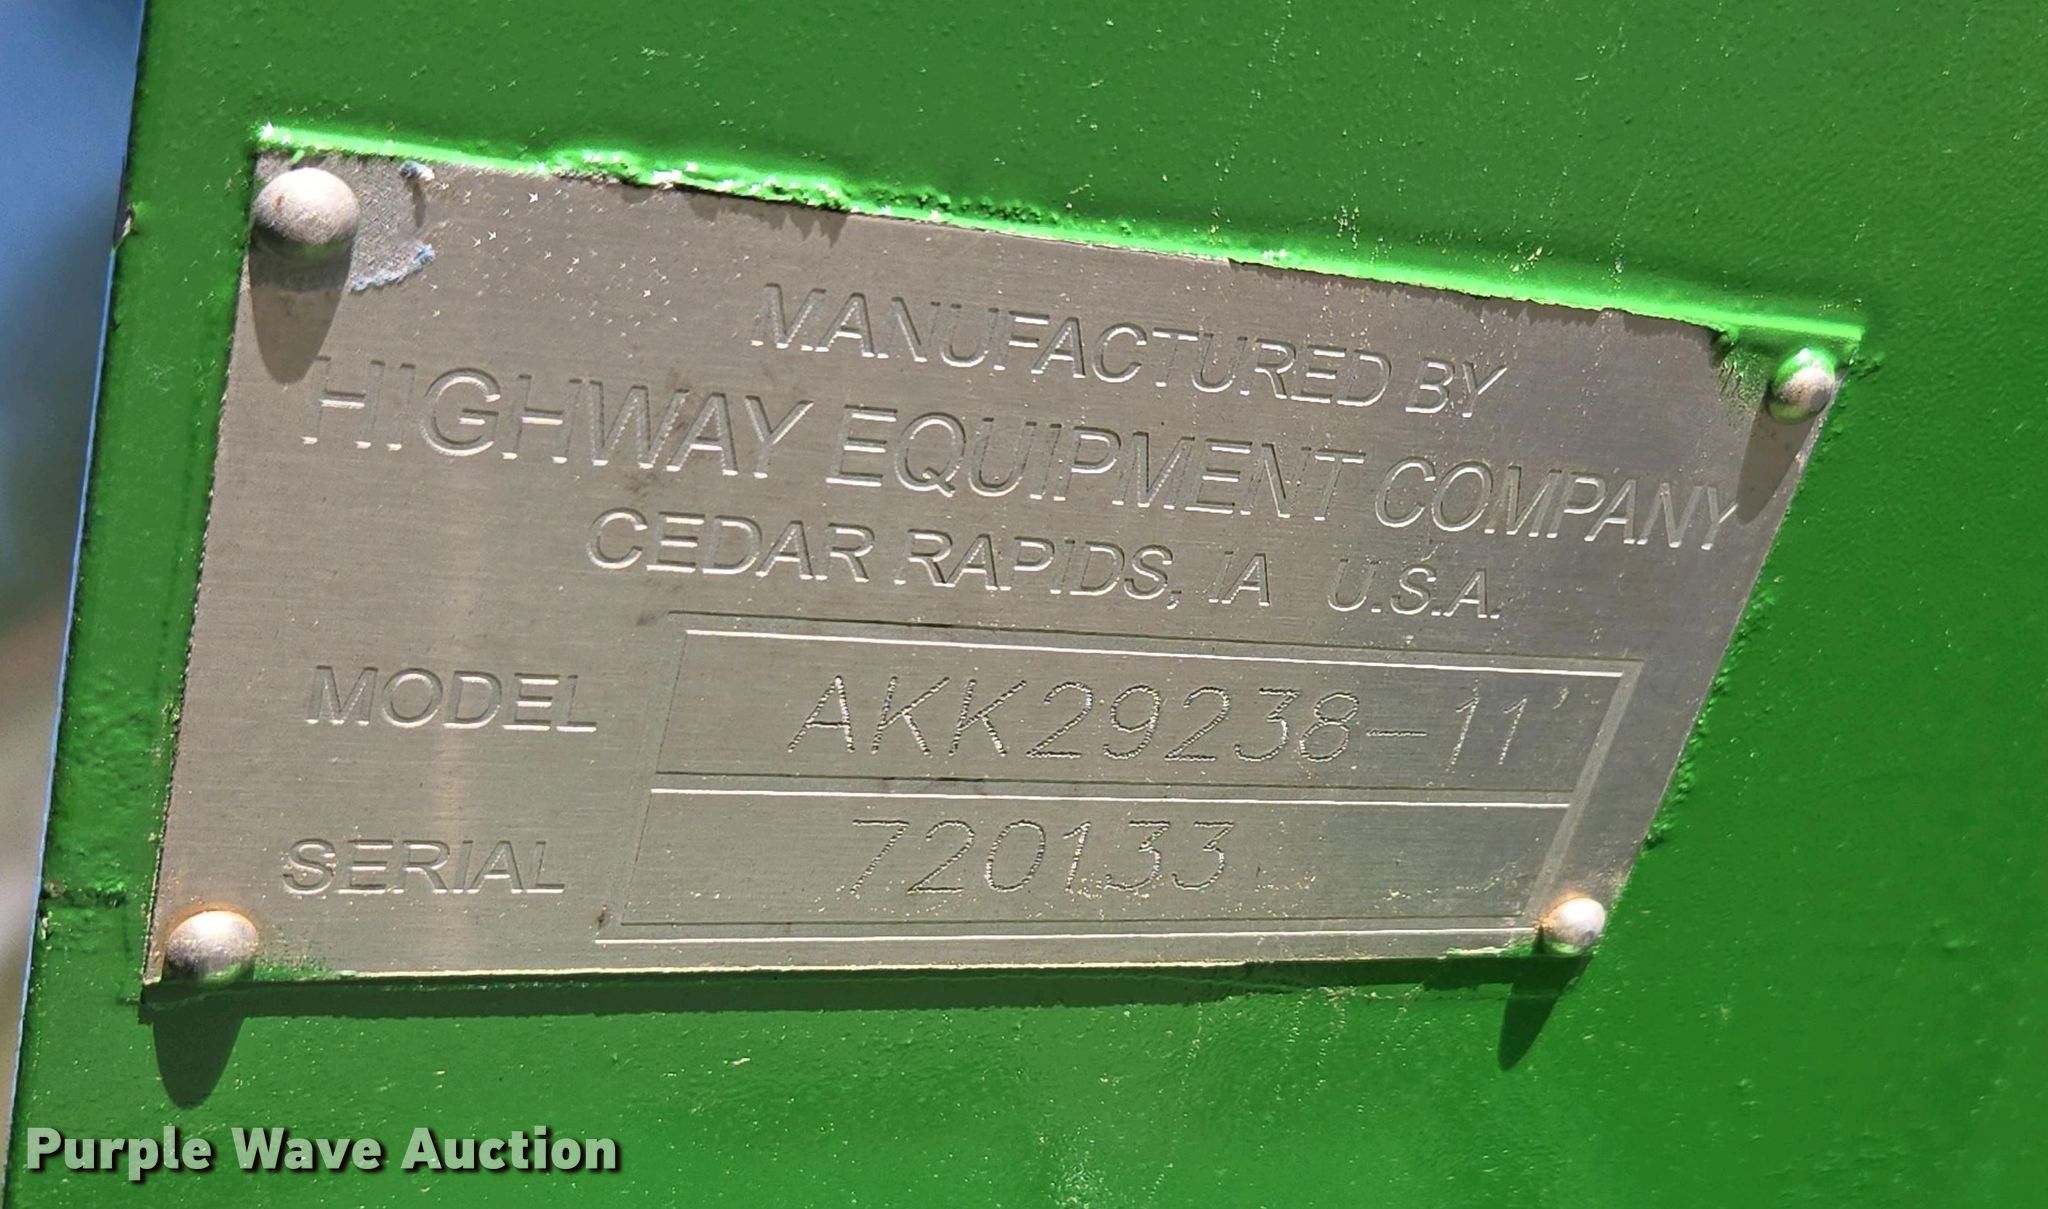 MANUFACTURED BY
HIGHWAY EQUIPMENT COMPANY
CEDAR RAPIDS, IA U.S.A.
MODEL AKK29238-11'
SERIAL 720133
Purple Wave Auction